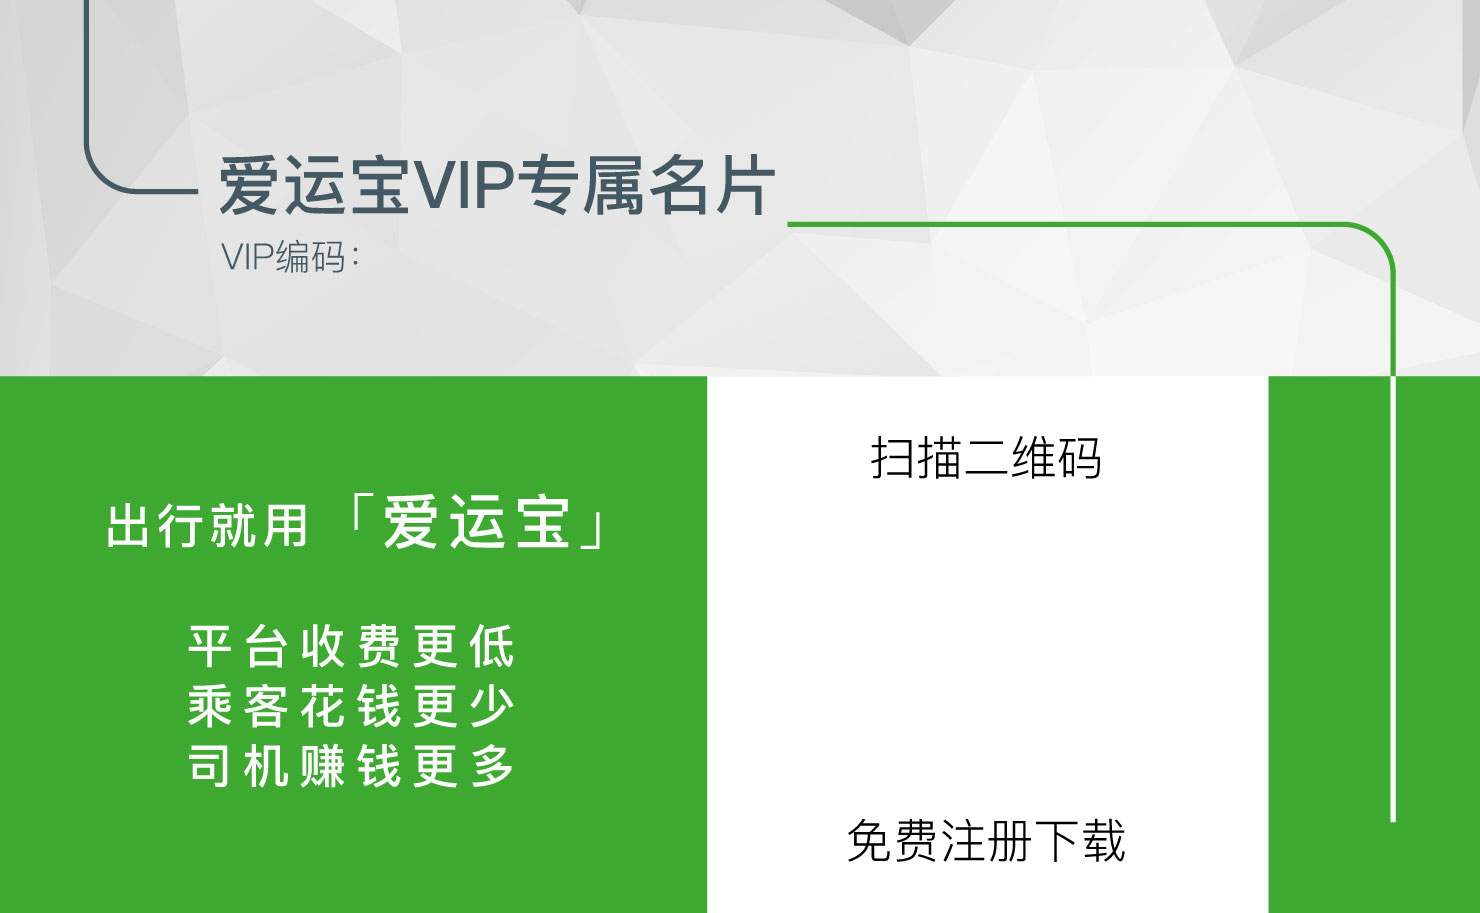 爱运宝VIP专属名片
VIP编码：
出行就用「爱运宝」
平台收费更低
乘客花钱更少
司机赚钱更多
扫描二维码
免费注册下载